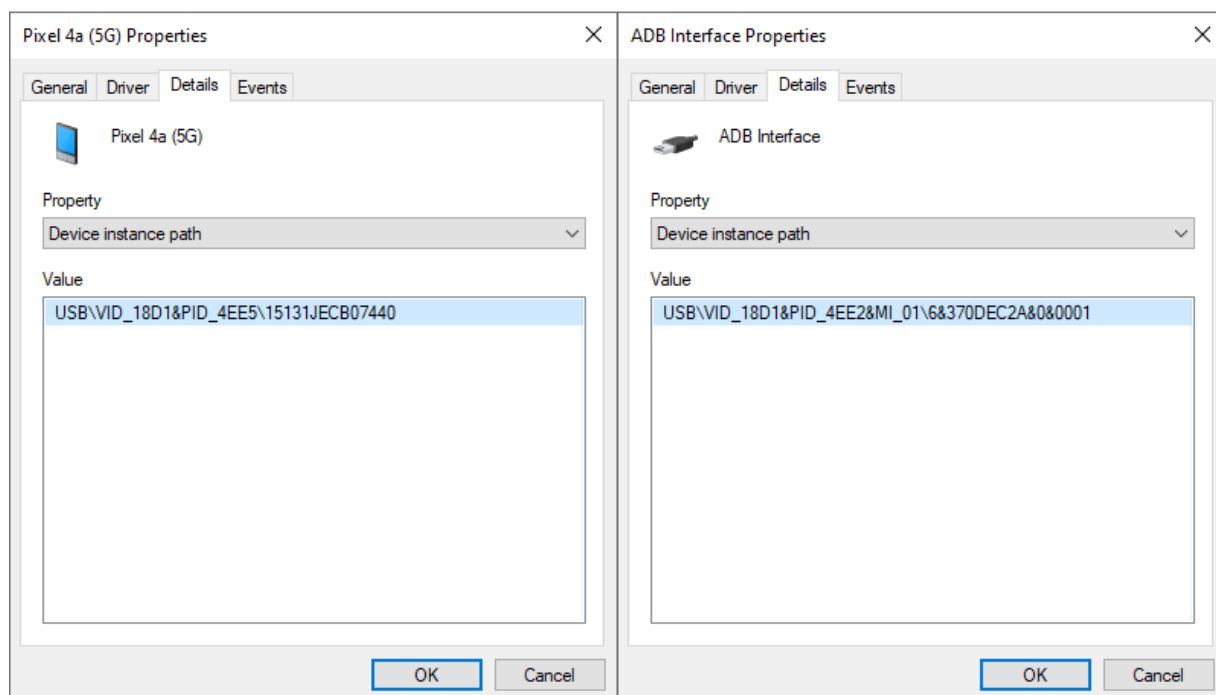 Pixel 4a (5G) Properties
General Driver Details Events
Pixel 4a (5G)
Property
Device instance path
Value
USB\VID_18D1&PID_4EE5\15131JECB07440
OK Cancel
ADB Interface Properties
General Driver Details Events
ADB Interface
Property
Device instance path
Value
USB\VID_18D1&PID_4EE2&MI_01\6&370DEC2A&0&0001
OK Cancel